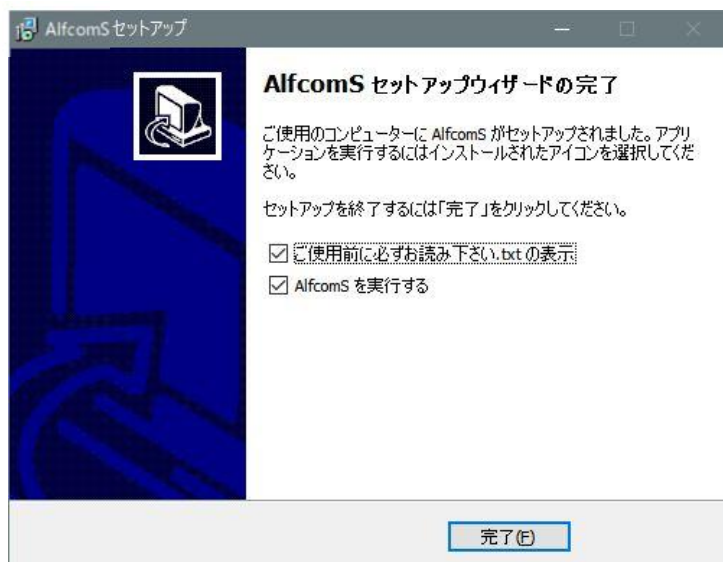 AlfcomS セットアップ
AlfcomS セットアップウィザードの完了
ご使用のコンピューターに AlfcomS がセットアップされました。アプリ
ケーションを実行するにはインストールされたアイコンを選択してくだ
さい。
セットアップを終了するには「完了」をクリックしてください。
ご使用前に必ずお読み下さい.txt の表示
AlfcomS を実行する
完了(F)